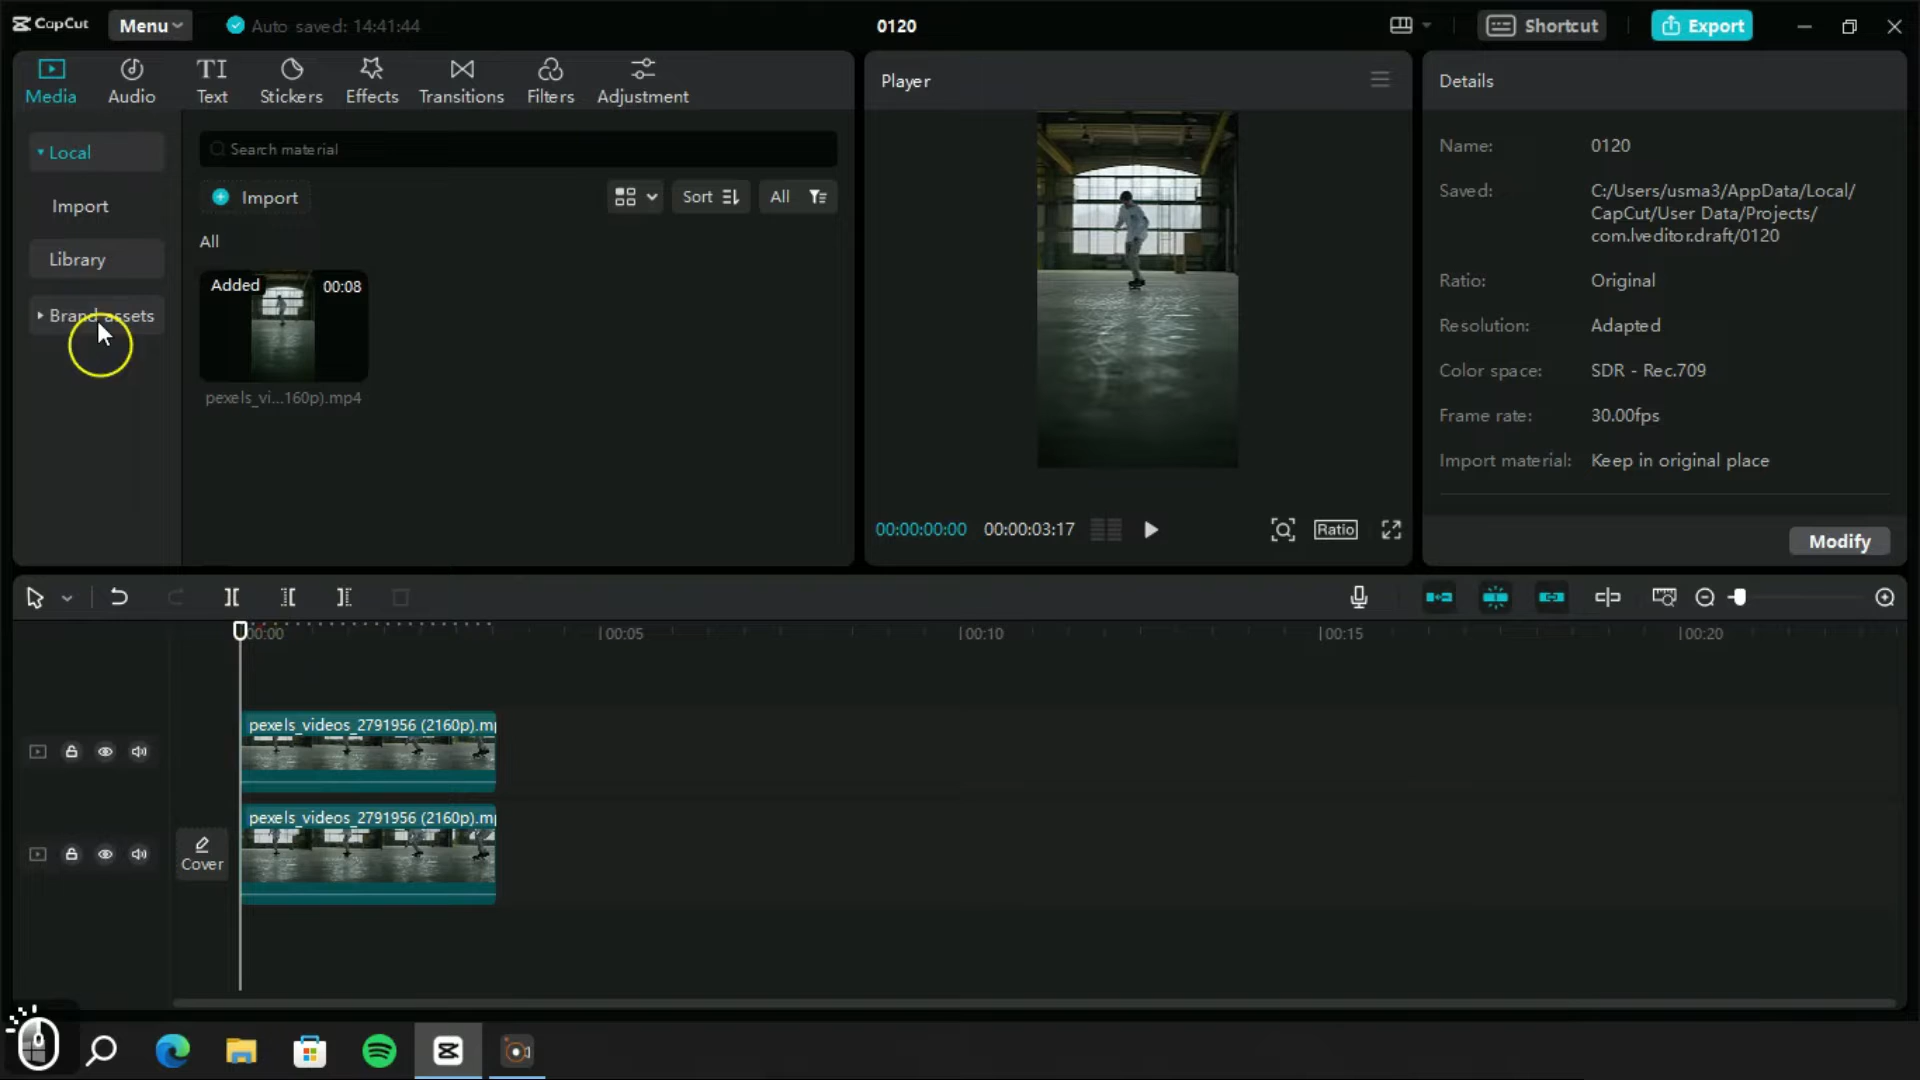 CapCut
Menu
Auto saved: 14:41:44
0120
Shortcut
Export
Media
Audio
TI
Text
Stickers
Effects
Transitions
Filters
Adjustment
Player
Details
Local
Import
Library
Brand assets
Search material
Import
Sort
All
All
Added
00:08
pexels_vi...160p).mp4
00:00:00:00
00:00:03:17
Ratio
Name:
0120
Saved:
C:/Users/usma3/AppData/Local/
CapCut/User Data/Projects/
com.lveditor.draft/0120
Ratio:
Original
Resolution:
Adapted
Color space:
SDR - Rec.709
Frame rate:
30.00fps
Import material:
Keep in original place
Modify
00:00
00:05
00:10
00:15
00:20
pexels_videos_2791956 (2160p).mp
pexels_videos_2791956 (2160p).mp
Cover